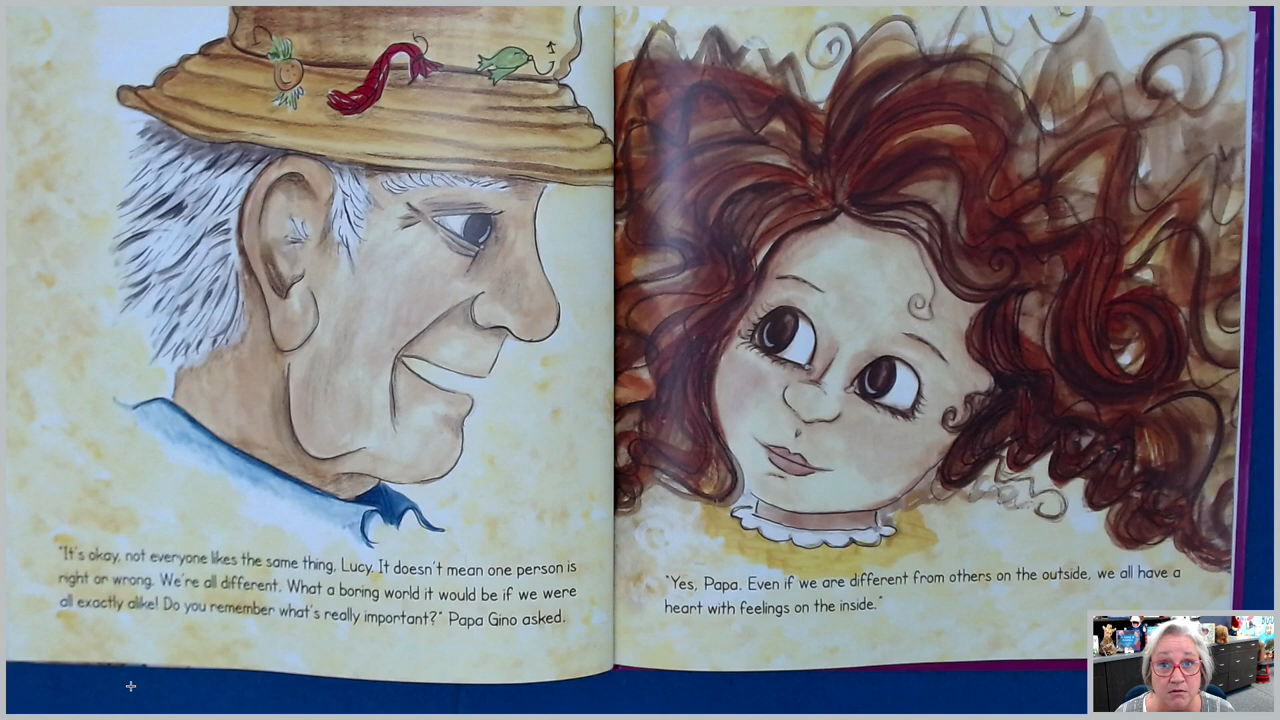 "It's okay, not everyone likes the same thing, Lucy. It doesn't mean one person is
right or wrong. We're all different. What a boring world it would be if we were
all exactly alike! Do you remember what's really important?" Papa Gino asked.
"Yes, Papa. Even if we are different from others on the outside, we all have a
heart with feelings on the inside."